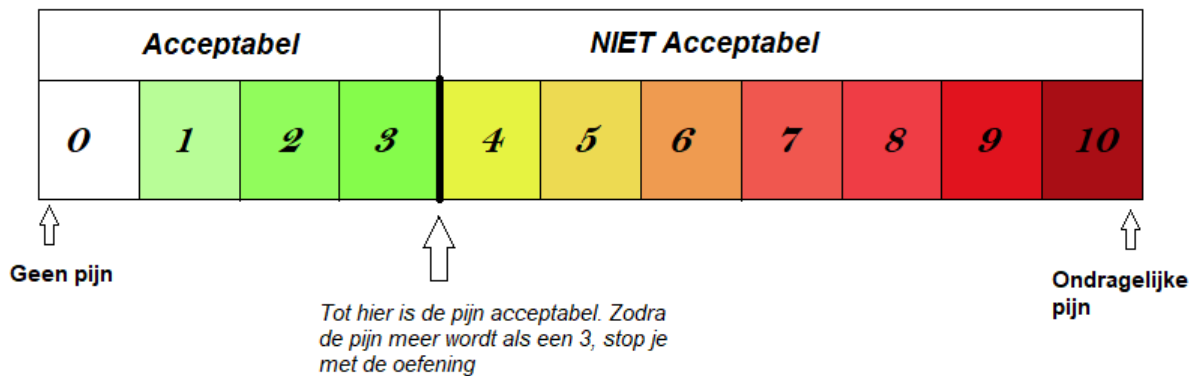 Acceptabel
NIET Acceptabel
0 1 2 3 4 5 6 7 8 9 10
Geen pijn
Tot hier is de pijn acceptabel. Zodra
de pijn meer wordt als een 3, stop je
met de oefening
Ondragelijke
pijn